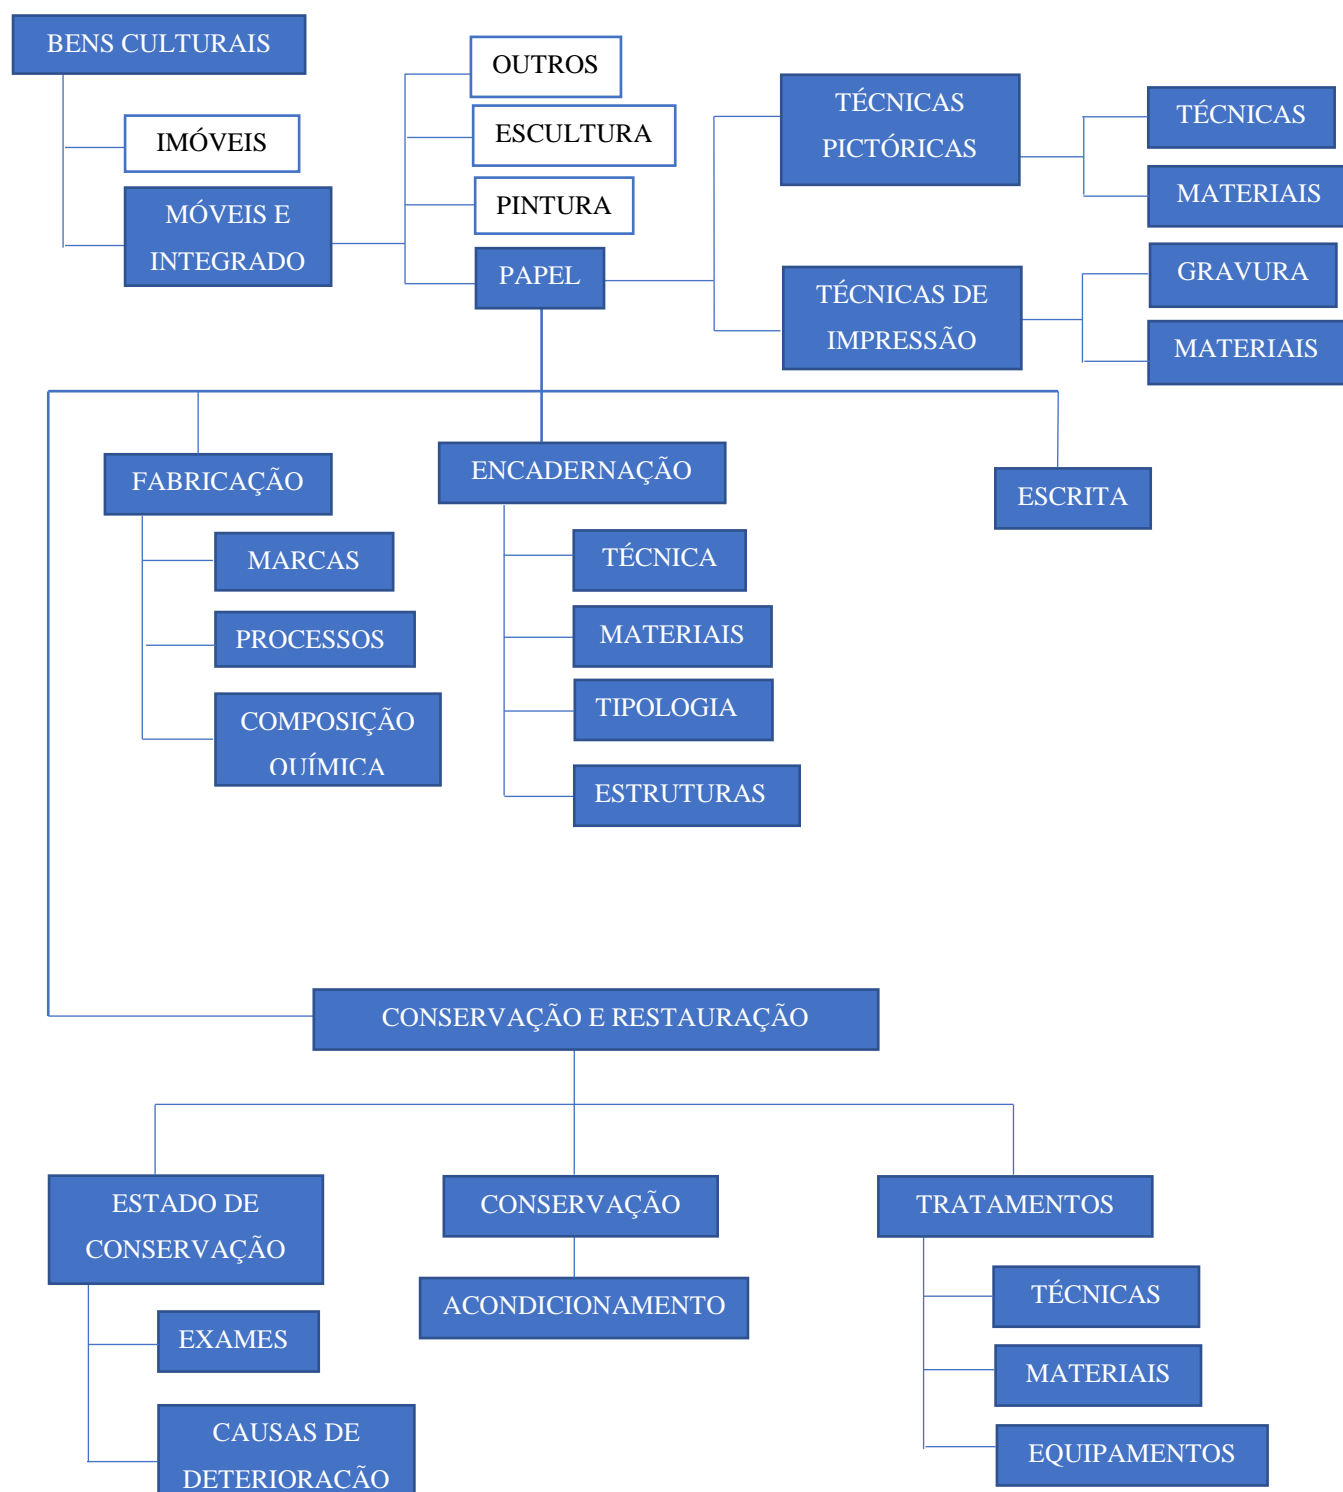 BENS CULTURAIS
IMÓVEIS
MÓVEIS E
INTEGRADO
OUTROS
ESCULTURA
PINTURA
PAPEL
TÉCNICAS
PICTÓRICAS
TÉCNICAS
MATERIAIS
TÉCNICAS DE
IMPRESSÃO
GRAVURA
MATERIAIS
FABRICAÇÃO
MARCAS
PROCESSOS
COMPOSIÇÃO
QUÍMICA
ENCADERNAÇÃO
TÉCNICA
MATERIAIS
TIPOLOGIA
ESTRUTURAS
ESCRITA
CONSERVAÇÃO E RESTAURAÇÃO
ESTADO DE
CONSERVAÇÃO
EXAMES
CAUSAS DE
DETERIORAÇÃO
CONSERVAÇÃO
ACONDICIONAMENTO
TRATAMENTOS
TÉCNICAS
MATERIAIS
EQUIPAMENTOS